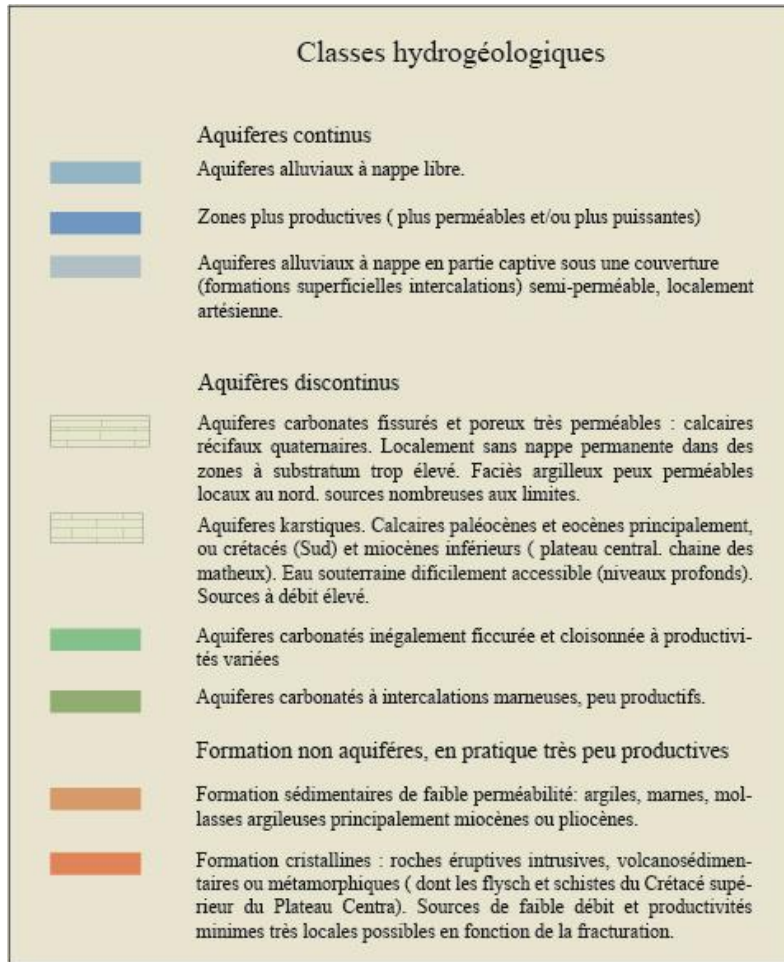 Classes hydrogéologiques
Aquiferes continus
Aquiferes alluviaux à nappe libre.
Zones plus productives ( plus perméables et/ou plus puissantes)
Aquiferes alluviaux à nappe en partie captive sous une couverture
(formations superficielles intercalations) semi-perméable, localement
artésienne.
Aquifères discontinus
Aquiferes carbonates fissurés et poreux très perméables : calcaires
récifaux quaternaires. Localement sans nappe permanente dans des
zones à substratum trop élevé. Faciès argilleux peux perméables
locaux au nord. sources nombreuses aux limites.
Aquiferes karstiques. Calcaires paléocènes et eocènes principalement,
ou crétacés (Sud) et miocènes inférieurs ( plateau central. chaine des
matheux). Eau souterraine difícilement accessible (niveaux profonds).
Sources à débit élevé.
Aquiferes carbonatés inégalement ficcurée et cloisonnée à productivi-
tés variées
Aquiferes carbonatés à intercalations marneuses, peu productifs.
Formation non aquiféres, en pratique très peu productives
Formation sédimentaires de faible perméabilité: argiles, marnes, mol-
lasses argileuses principalement miocènes ou pliocènes.
Formation cristallines : roches éruptives intrusives, volcanosédimen-
taires ou métamorphiques ( dont les flysch et schistes du Crétacé supé-
rieur du Plateau Centra). Sources de faible débit et productivités
minimes très locales possibles en fonction de la fracturation.